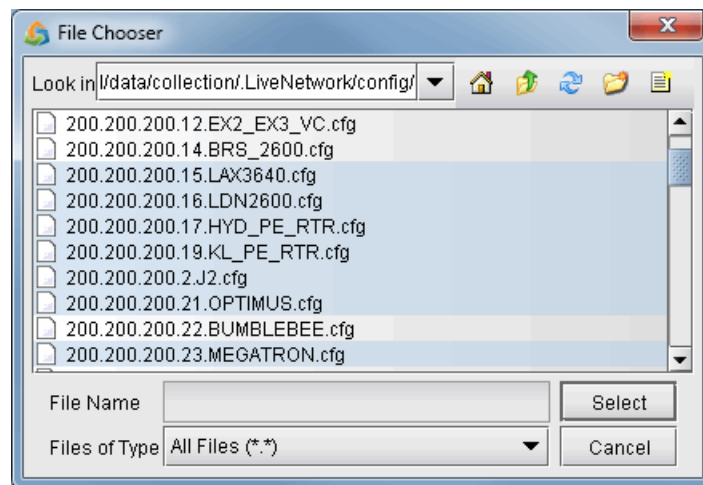 File Chooser
Look in l/data/collection/.LiveNetwork/config/
200.200.200.12.EX2_EX3_VC.cfg
200.200.200.14.BRS_2600.cfg
200.200.200.15.LAX3640.cfg
200.200.200.16.LDN2600.cfg
200.200.200.17.HYD_PE_RTR.cfg
200.200.200.19.KL_PE_RTR.cfg
200.200.200.2.J2.cfg
200.200.200.21.OPTIMUS.cfg
200.200.200.22.BUMBLEBEE.cfg
200.200.200.23.MEGATRON.cfg
File Name Select
Files of Type All Files (*.*) Cancel